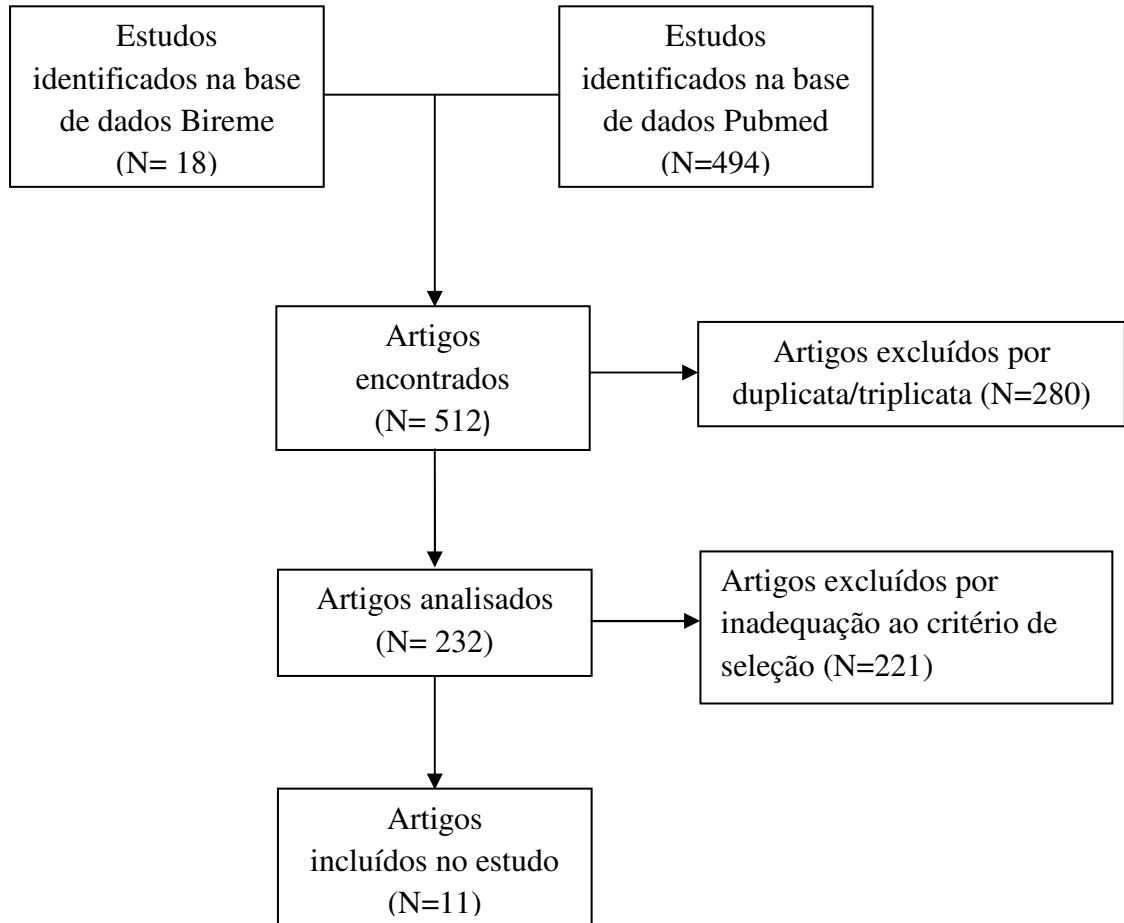 Estudos
identificados na base
de dados Bireme
(N= 18)
Estudos
identificados na base
de dados Pubmed
(N=494)
Artigos
encontrados
(N= 512)
Artigos excluídos por
duplicata/triplicata (N=280)
Artigos analisados
(N= 232)
Artigos excluídos por
inadequação ao critério de
seleção (N=221)
Artigos
incluídos no estudo
(N=11)